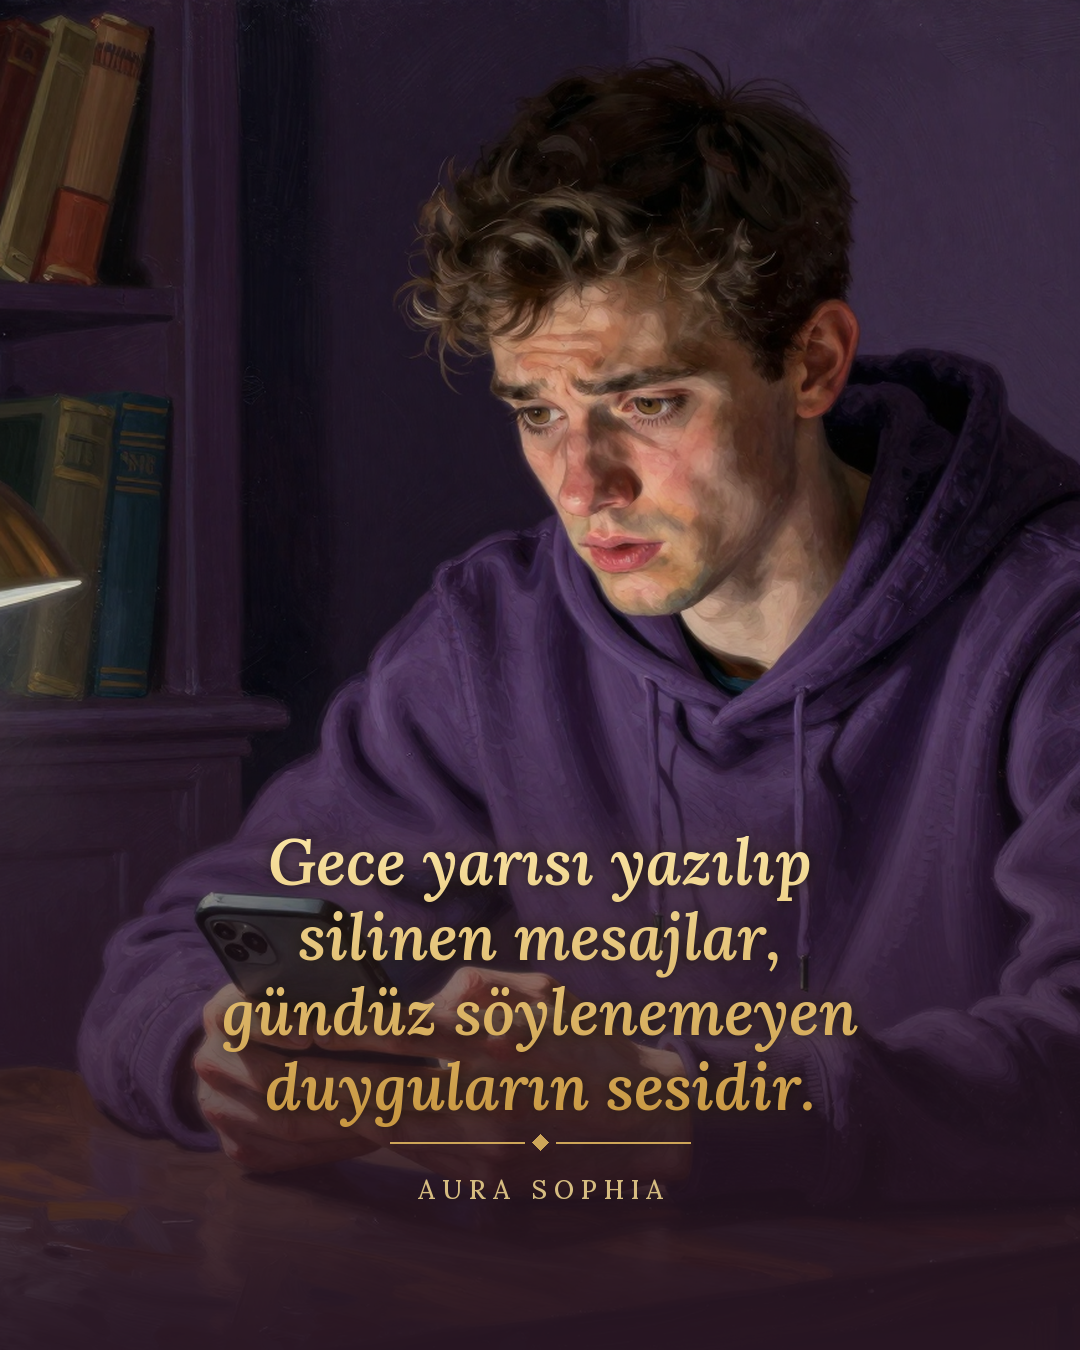 Gece yarısı yazılıp
silinen mesajlar,
gündüz söylenemeyen
duyguların sesidir.
AURA SOPHIA